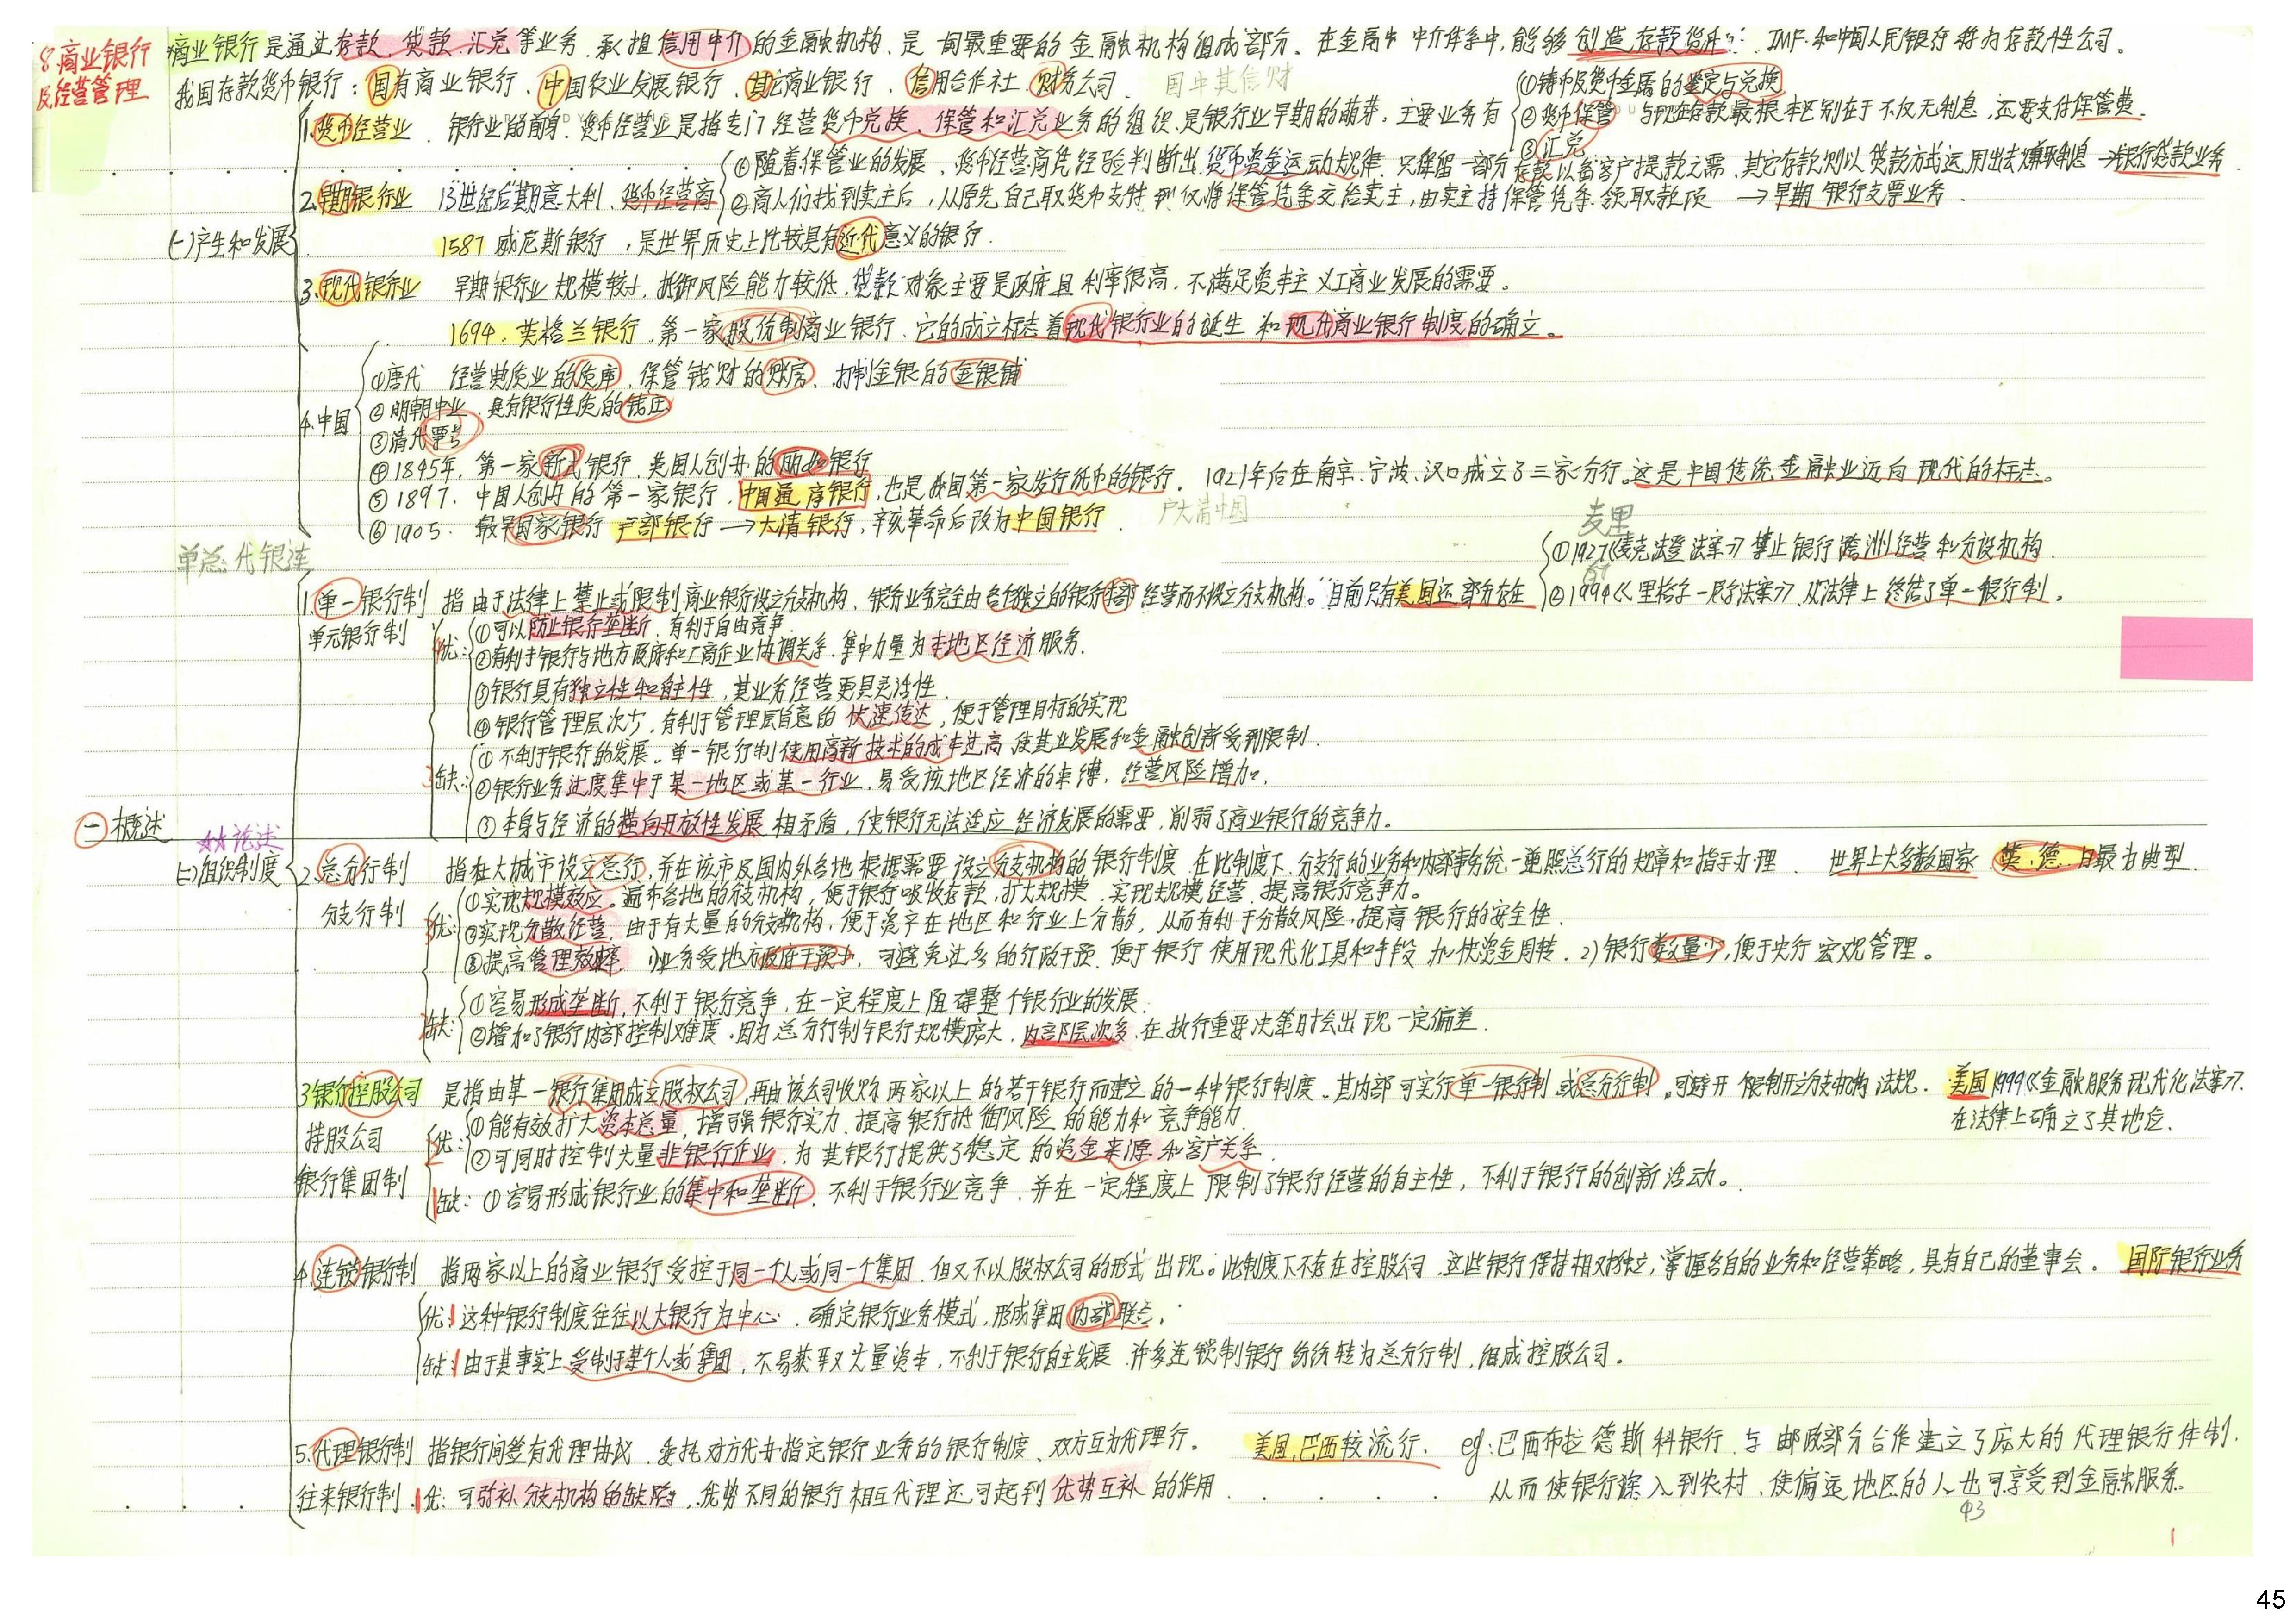 8.商业银行
及经营管理
商业银行是通过存款、贷款、汇兑等业务，承担信用中介的金融机构，是一国最重要的金融机构组成部分。在金融中介体系中，能够创造存款货币，IMF和中国人民银行称为存款性公司。
我国存款货币银行：国有商业银行、中国农业发展银行、其它商业银行、信用合作社、财务公司 国中其信财
(一)产生和发展
1.货币经营业、银行业的前身、货币经营业是指专门经营货币兑换、保管和汇兑业务的组织，是银行业早期的萌芽，主要业务有
①铸币及货币金属的鉴定与兑换
②货币保管 与现在存款最根本区别在于不仅无利息，还要支付保管费．
③汇兑
2.早期银行业 13世纪后期意大利、货币经营商
①随着保管业的发展，货币经营商凭经验判断出货币资金运动规律．只保留一部分存款以备客户提款之需，其它存款则以贷款方式运用出去赚取利息→银行贷款业务．
②商人们找到卖主后，从原先自己取货币支付到仅将保管凭条交给卖主，由卖主持保管凭条领取款项→早期银行支票业务．
1587 威尼斯银行，是世界历史上比较具有近代意义的银行．
3.现代银行业 早期银行业规模较小，抵御风险能力较低，贷款对象主要是政府且利率很高，不满足资本主义工商业发展的需要。
1694．英格兰银行．第一家股份制商业银行、它的成立标志着现代银行业的诞生和现代商业银行制度的确立。
4.中国
①唐代 经营典质业的质库、保管钱财的柜房、打制金银的金银铺
②明朝中业，具有银行性质的钱庄
③清代票号
④1845年，第一家新式银行，英国人创办的丽如银行
⑤1897．中国人创办的第一家银行，中国通商银行，也是我国第一家发行纸币的银行．1921年后在南京、宁波、汉口成立了三家分行。这是中国传统金融业迈向现代的标志。
⑥1905．最早国家银行 户部银行→大清银行，辛亥革命后改为中国银行． 户大清中国
单总代银连
㊀概述
☆☆论述
(二)组织制度
1.单一银行制 指由于法律上禁止或限制商业银行设立分支机构、银行业务完全由各自独立的银行总部经营而不设立分支机构。目前只有美国还部分存在
单元银行制
麦里
①1927《麦克法登法案》禁止银行跨洲经营和分设机构．
②1994《里格尔－尼尔法案》，从法律上终结了单一银行制．
优：①可以防止银行垄断，有利于自由竞争．
②有利于银行与地方政府和工商企业协调关系．集中力量为本地区经济服务．
③银行具有独立性和自主性，其业务经营更具灵活性．
④银行管理层次少，有利于管理层旨意的快速传达，便于管理目标的实现
缺：①不利于银行的发展．单一银行制使用高新技术的成本过高使其业务发展和金融创新受到限制．
②银行业务过度集中于某一地区或某一行业，易受该地区经济的束缚，经营风险增加．
③本身与经济的横向开放性发展相矛盾，使银行无法适应经济发展的需要，削弱了商业银行的竞争力。
2.总分行制 指在大城市设立总行，并在该市及国内外各地根据需要设立分支机构的银行制度．在此制度下，分支行的业务和内部事务统一遵照总行的规章和指示办理． 世界上大多数国家 英、德、日最为典型．
分支行制
优：①实现规模效应。遍布各地的分支机构，便于银行吸收存款，扩大规模，实现规模经营，提高银行竞争力。
②实现分散经营，由于有大量的分支机构，便于资产在地区和行业上分散，从而有利于分散风险，提高银行的安全性．
③提高管理效率．1)业务受地方政府干预少，可避免过多的行政干预、便于银行使用现代化工具和手段加快资金周转．2)银行数量少，便于央行宏观管理。
缺：①容易形成垄断，不利于银行竞争，在一定程度上阻碍整个银行业的发展．
②增加了银行内部控制难度．因为总分行制银行规模庞大，内部层次多，在执行重要决策时会出现一定偏差．
3.银行控股公司 是指由某一银行集团成立股权公司，再由该公司收购两家以上的若干银行而建立的一种银行制度．其内部可实行单一银行制或总分行制，可避开限制开立分支机构法规． 美国1999《金融服务现代化法案》
在法律上确立了其地位．
持股公司
银行集团制
优：①能有效扩大资本总量，增强银行实力，提高银行抵御风险的能力和竞争能力．
②可同时控制大量非银行企业，为其银行提供了稳定的资金来源和客户关系．
缺：①容易形成银行业的集中和垄断，不利于银行业竞争，并在一定程度上限制了银行经营的自主性，不利于银行的创新活动。
4.连锁银行制 指两家以上的商业银行受控于同一个人或同一个集团，但又不以股权公司的形式出现。此制度下不存在控股公司，这些银行保持相对独立，掌握各自的业务和经营策略，具有自己的董事会． 国际银行业务
优：这种银行制度往往以大银行为中心，确定银行业务模式，形成集团内部联合；
缺：由于其事实上受制于某个人或集团，不易获取大量资本，不利于银行自主发展．许多连锁制银行纷纷转为总分行制，组成控股公司。
5.代理银行制 指银行间签有代理协议，委托对方代办指定银行业务的银行制度、双方互为代理行． 美国、巴西较流行． eg：巴西布拉德斯科银行与邮政部分合作建立了庞大的代理银行体制．
往来银行制 优：可弥补分支机构的缺陷，优势不同的银行相互代理还可起到优势互补的作用． 从而使银行深入到农村，使偏远地区的人也可享受到金融服务．
43
1
45